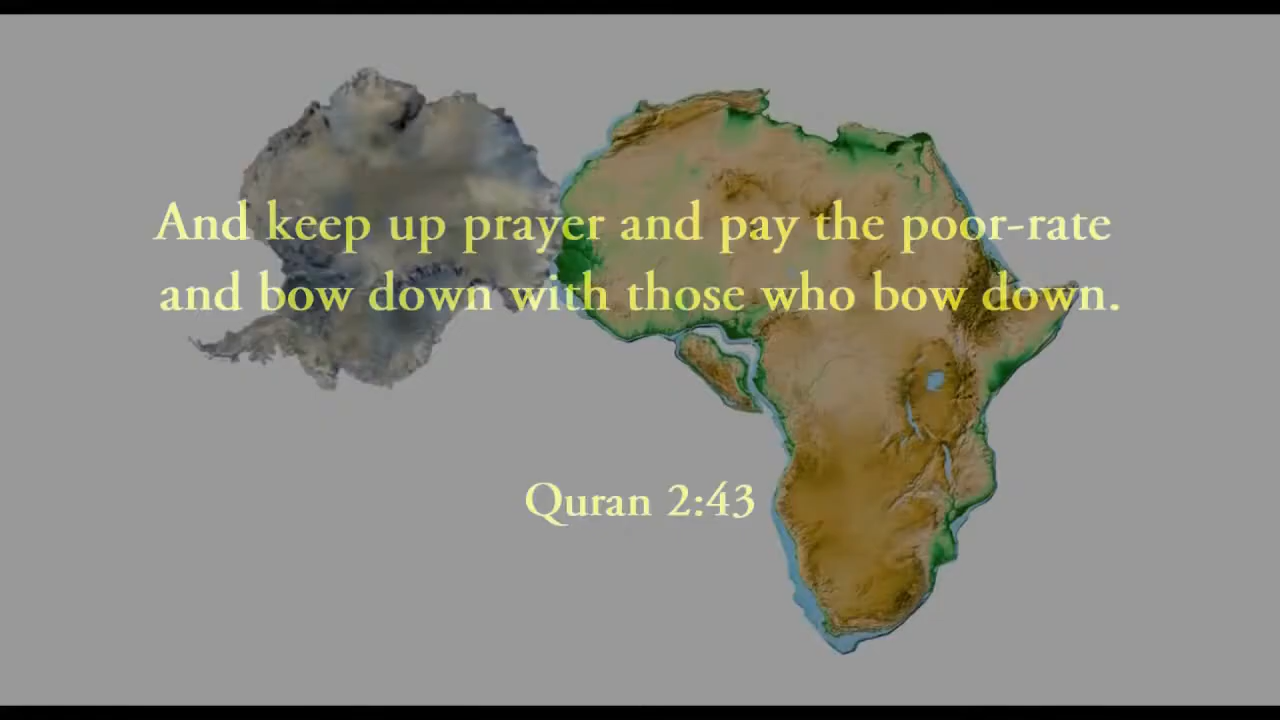 And keep up prayer and pay the poor-rate
and bow down with those who bow down.
Quran 2:43